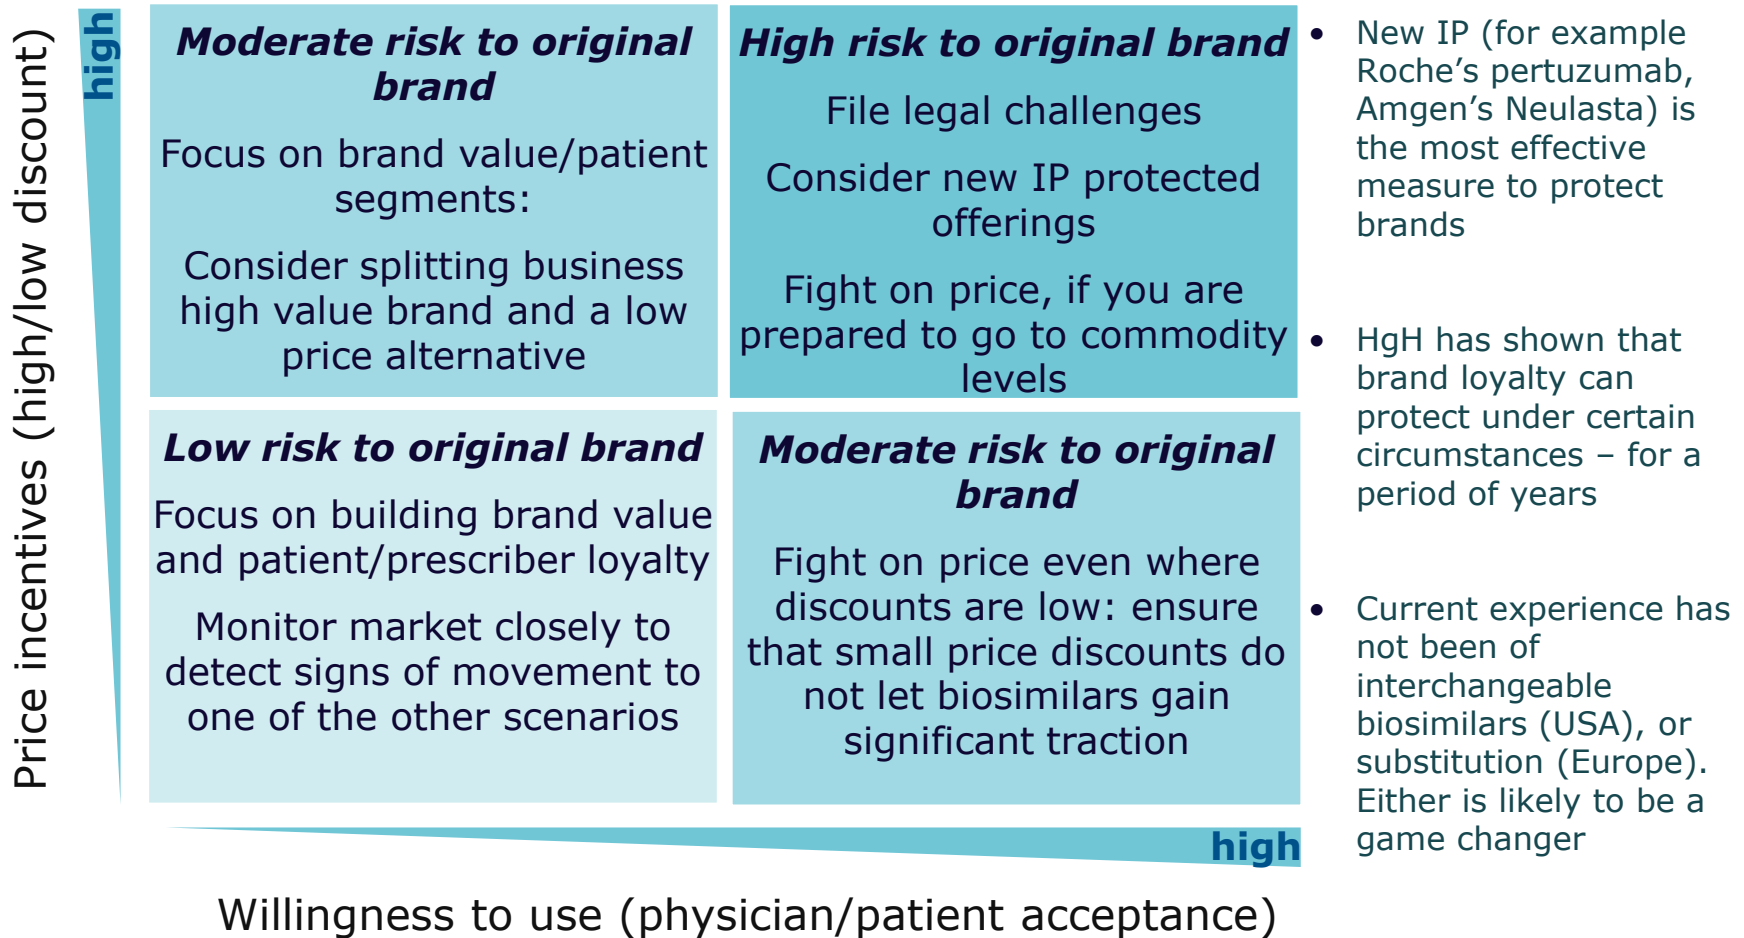 Price incentives (high/low discount)
high
Moderate risk to original
brand
Focus on brand value/patient
segments:
Consider splitting business
high value brand and a low
price alternative
High risk to original brand
File legal challenges
Consider new IP protected
offerings
Fight on price, if you are
prepared to go to commodity
levels
Low risk to original brand
Focus on building brand value
and patient/prescriber loyalty
Monitor market closely to
detect signs of movement to
one of the other scenarios
Moderate risk to original
brand
Fight on price even where
discounts are low: ensure
that small price discounts do
not let biosimilars gain
significant traction
high
Willingness to use (physician/patient acceptance)
• New IP (for example
Roche’s pertuzumab,
Amgen’s Neulasta) is
the most effective
measure to protect
brands
• HgH has shown that
brand loyalty can
protect under certain
circumstances – for a
period of years
• Current experience has
not been of
interchangeable
biosimilars (USA), or
substitution (Europe).
Either is likely to be a
game changer